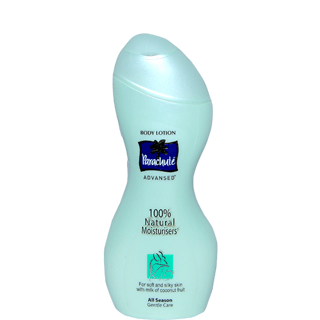 BODY LOTION
Parachuté
ADVANSED
100%
Natural
Moisturisers*
For soft and silky skin
with milk of coconut fruit
All Season
Gentle Care